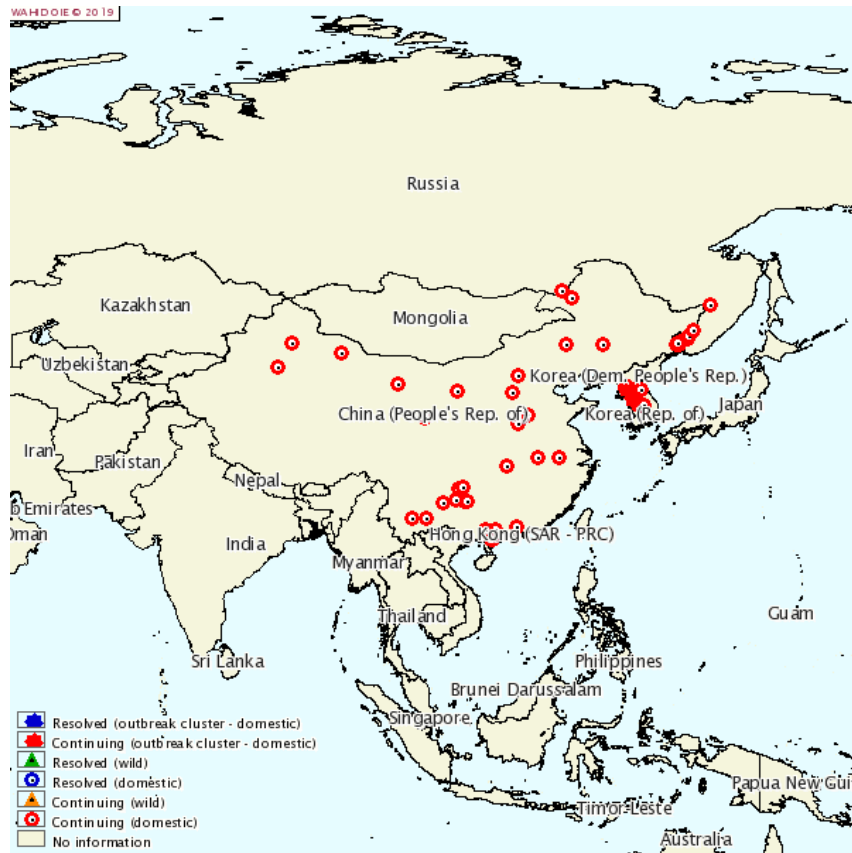 WAHIDOIE © 2019
Russia
Kazakhstan
Mongolia
Uzbekistan
Korea (Dem. People's Rep.)
China (People's Rep. of)
Korea (Rep. of)
Japan
Iran
Pakistan
Nepal
b Emirates
Oman
India
Hong Kong (SAR - PRC)
Myanmar
Thailand
Guam
Sri Lanka
Philippines
Brunei Darussalam
Singapore
Papua New Gui
Timor-Leste
Australia
Resolved (outbreak cluster - domestic)
Continuing (outbreak cluster - domestic)
Resolved (wild)
Resolved (domestic)
Continuing (wild)
Continuing (domestic)
No information